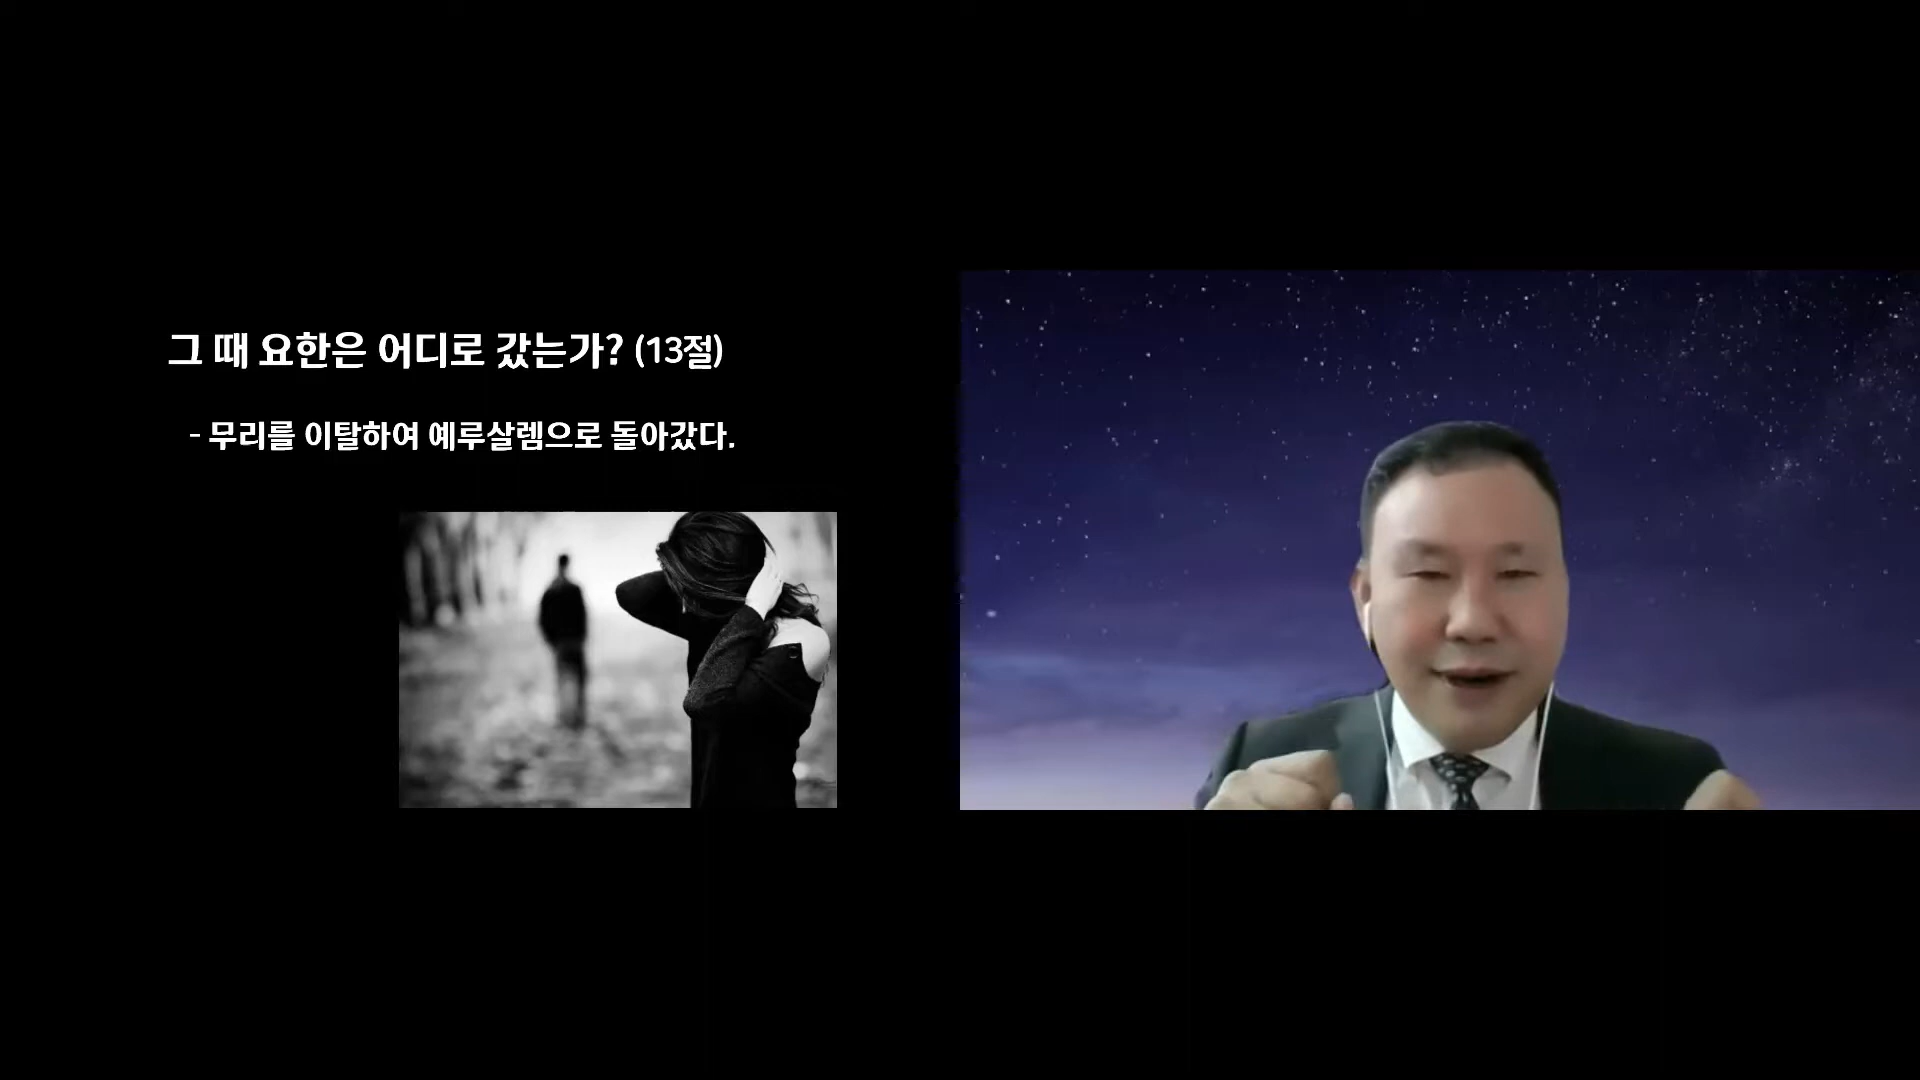 그 때 요한은 어디로 갔는가? (13절)
- 무리를 이탈하여 예루살렘으로 돌아갔다.